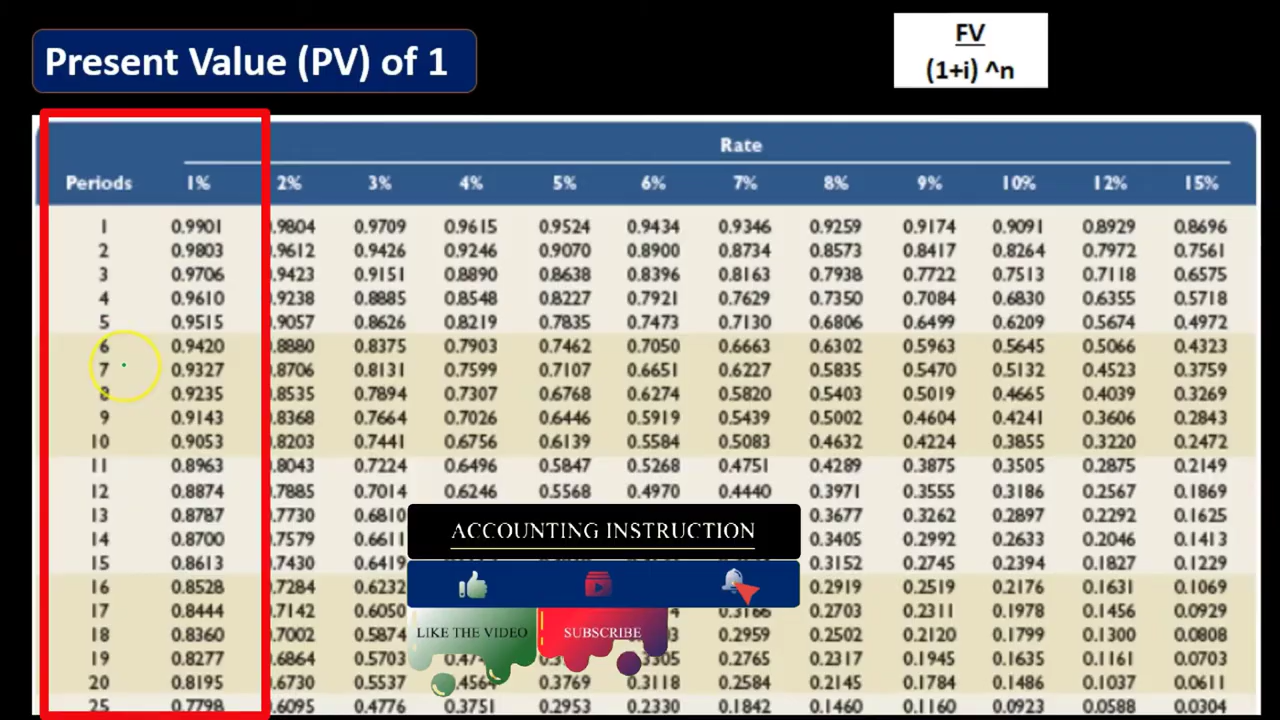 Present Value (PV) of 1
FV
(1+i) ^n
Rate
Periods 1% 2% 3% 4% 5% 6% 7% 8% 9% 10% 12% 15%
1 0.9901 .9804 0.9709 0.9615 0.9524 0.9434 0.9346 0.9259 0.9174 0.9091 0.8929 0.8696
2 0.9803 .9612 0.9426 0.9246 0.9070 0.8900 0.8734 0.8573 0.8417 0.8264 0.7972 0.7561
3 0.9706 .9423 0.9151 0.8890 0.8638 0.8396 0.8163 0.7938 0.7722 0.7513 0.7118 0.6575
4 0.9610 .9238 0.8885 0.8548 0.8227 0.7921 0.7629 0.7350 0.7084 0.6830 0.6355 0.5718
5 0.9515 .9057 0.8626 0.8219 0.7835 0.7473 0.7130 0.6806 0.6499 0.6209 0.5674 0.4972
6 0.9420 .8880 0.8375 0.7903 0.7462 0.7050 0.6663 0.6302 0.5963 0.5645 0.5066 0.4323
7 0.9327 .8706 0.8131 0.7599 0.7107 0.6651 0.6227 0.5835 0.5470 0.5132 0.4523 0.3759
8 0.9235 .8535 0.7894 0.7307 0.6768 0.6274 0.5820 0.5403 0.5019 0.4665 0.4039 0.3269
9 0.9143 .8368 0.7664 0.7026 0.6446 0.5919 0.5439 0.5002 0.4604 0.4241 0.3606 0.2843
10 0.9053 .8203 0.7441 0.6756 0.6139 0.5584 0.5083 0.4632 0.4224 0.3855 0.3220 0.2472
11 0.8963 .8043 0.7224 0.6496 0.5847 0.5268 0.4751 0.4289 0.3875 0.3505 0.2875 0.2149
12 0.8874 .7885 0.7014 0.6246 0.5568 0.4970 0.4440 0.3971 0.3555 0.3186 0.2567 0.1869
13 0.8787 .7730 0.6810 0.3677 0.3262 0.2897 0.2292 0.1625
14 0.8700 .7579 0.6611 0.3405 0.2992 0.2633 0.2046 0.1413
15 0.8613 .7430 0.6419 0.3152 0.2745 0.2394 0.1827 0.1229
16 0.8528 .7284 0.6232 0.2919 0.2519 0.2176 0.1631 0.1069
17 0.8444 .7142 0.6050 0.3166 0.2703 0.2311 0.1978 0.1456 0.0929
18 0.8360 .7002 0.5874 0.2959 0.2502 0.2120 0.1799 0.1300 0.0808
19 0.8277 .6864 0.5703 0.2765 0.2317 0.1945 0.1635 0.1161 0.0703
20 0.8195 .6730 0.5537 0.4564 0.3769 0.3118 0.2584 0.2145 0.1784 0.1486 0.1037 0.0611
25 0.7798 .6095 0.4776 0.3751 0.2953 0.2330 0.1842 0.1460 0.1160 0.0923 0.0588 0.0304
ACCOUNTING INSTRUCTION
LIKE THE VIDEO
SUBSCRIBE